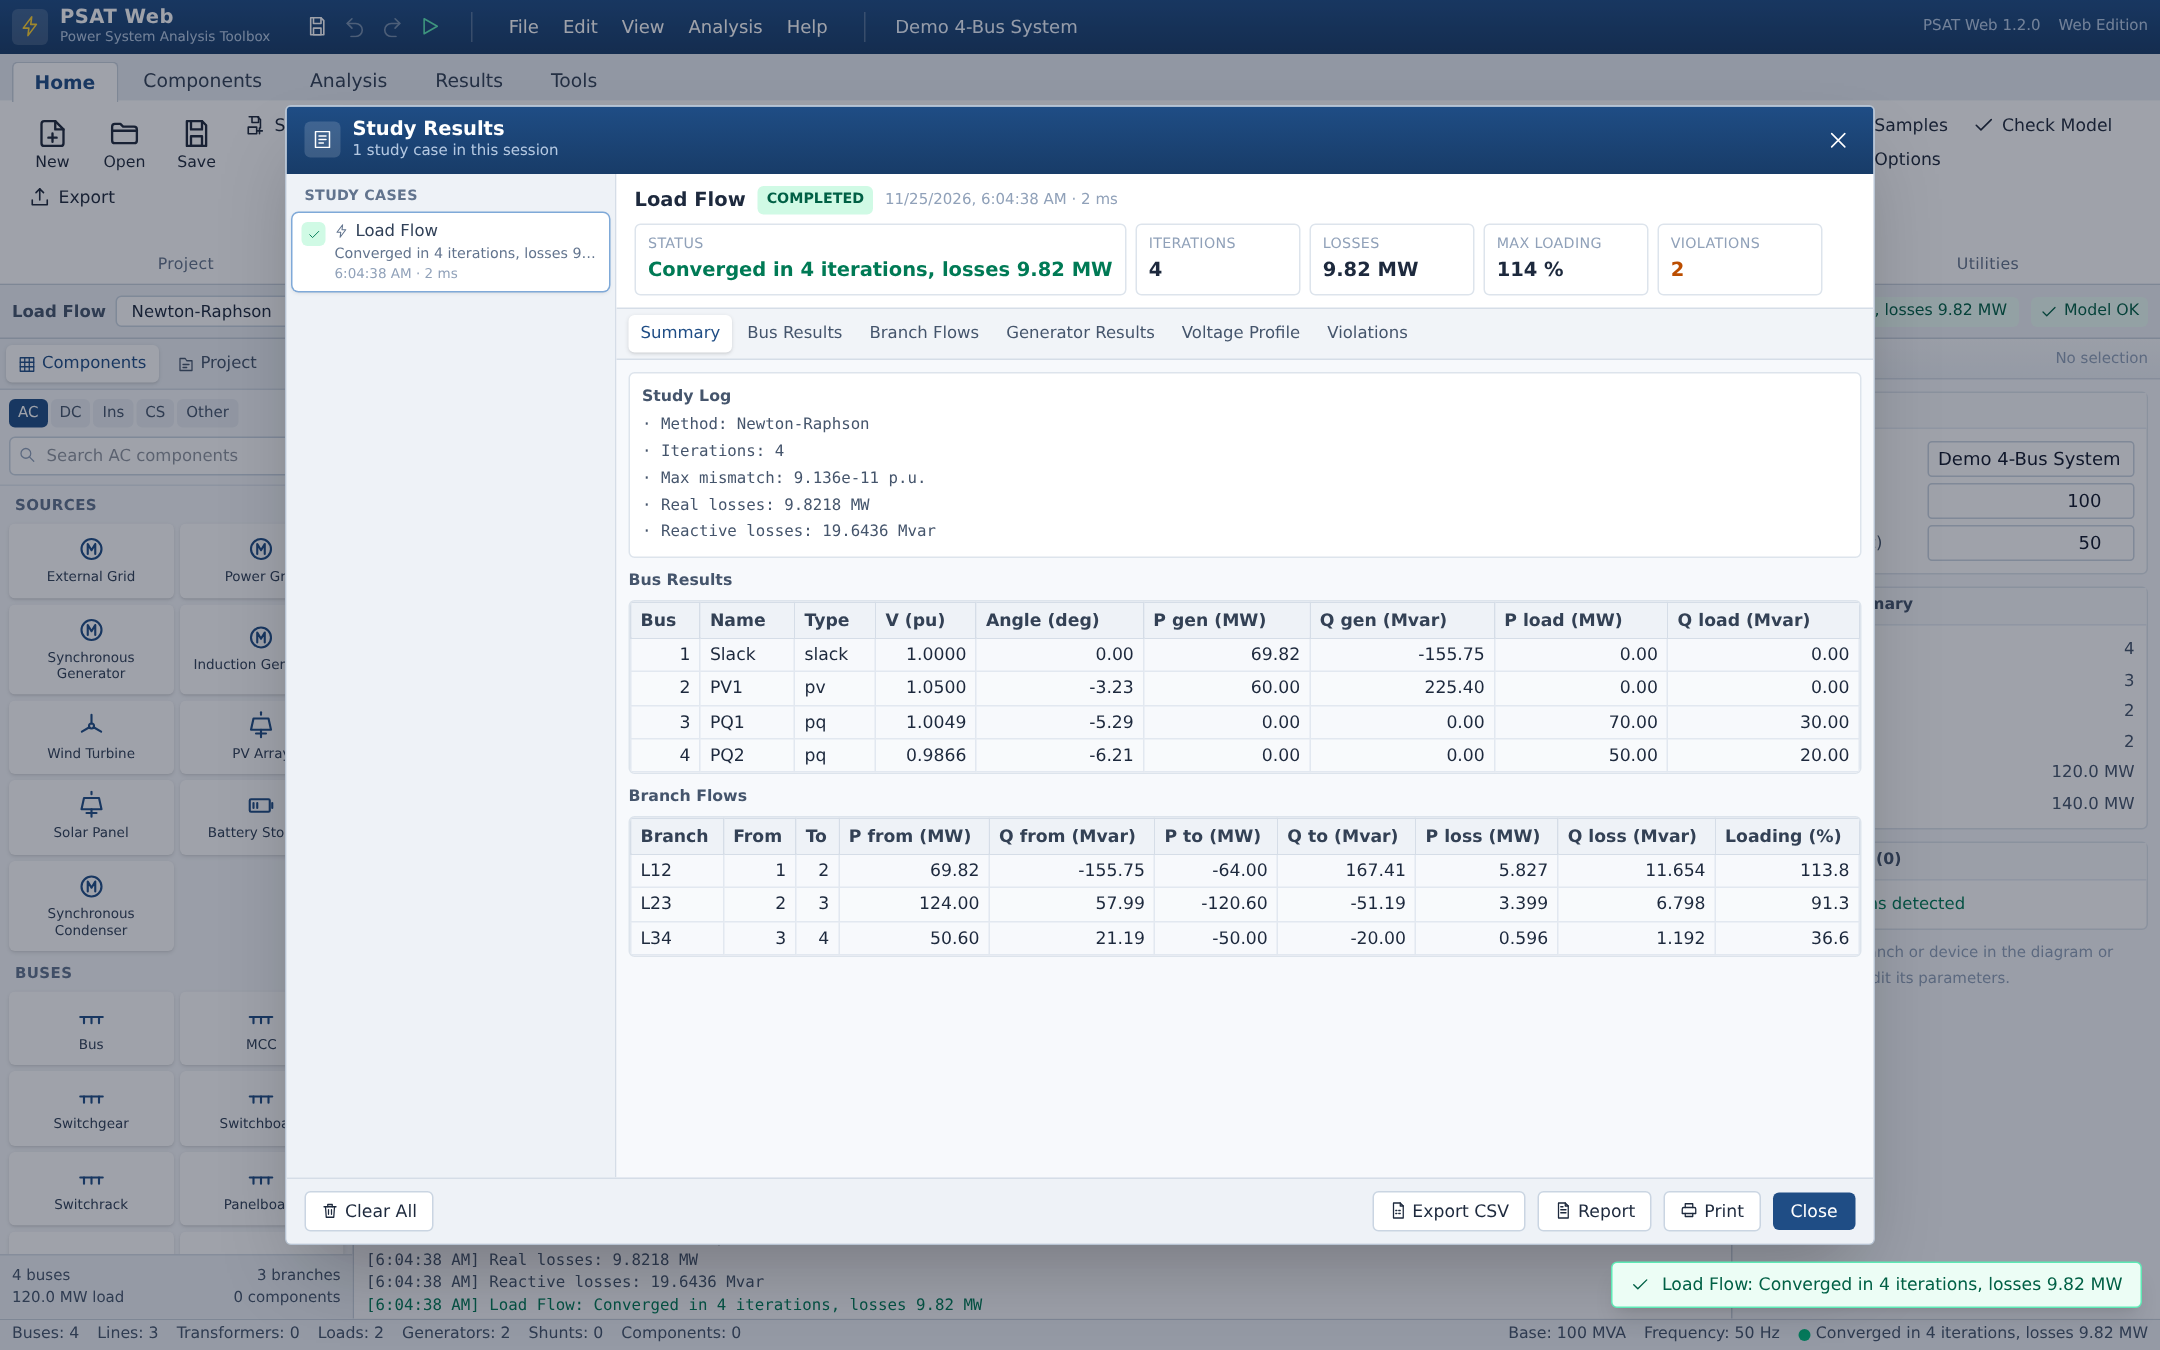 PSAT Web
Power System Analysis Toolbox
File Edit View Analysis Help
Demo 4-Bus System
PSAT Web 1.2.0 Web Edition
Home Components Analysis Results Tools
New Open Save
Export
Project
Samples Check Model
Options
Utilities
Load Flow Newton-Raphson
, losses 9.82 MW Model OK
Components Project
No selection
AC DC Ins CS Other
Search AC components
SOURCES
External Grid
Synchronous Generator
Wind Turbine
Solar Panel
Synchronous Condenser
BUSES
Bus MCC
Switchgear
Switchrack
Study Results
1 study case in this session
STUDY CASES
Load Flow
Converged in 4 iterations, losses 9...
6:04:38 AM · 2 ms
Load Flow COMPLETED 11/25/2026, 6:04:38 AM · 2 ms
STATUS
Converged in 4 iterations, losses 9.82 MW
ITERATIONS
4
LOSSES
9.82 MW
MAX LOADING
114 %
VIOLATIONS
2
Summary Bus Results Branch Flows Generator Results Voltage Profile Violations
Study Log
· Method: Newton-Raphson
· Iterations: 4
· Max mismatch: 9.136e-11 p.u.
· Real losses: 9.8218 MW
· Reactive losses: 19.6436 Mvar
Bus Results
Bus Name Type V (pu) Angle (deg) P gen (MW) Q gen (Mvar) P load (MW) Q load (Mvar)
1 Slack slack 1.0000 0.00 69.82 -155.75 0.00 0.00
2 PV1 pv 1.0500 -3.23 60.00 225.40 0.00 0.00
3 PQ1 pq 1.0049 -5.29 0.00 0.00 70.00 30.00
4 PQ2 pq 0.9866 -6.21 0.00 0.00 50.00 20.00
Branch Flows
Branch From To P from (MW) Q from (Mvar) P to (MW) Q to (Mvar) P loss (MW) Q loss (Mvar) Loading (%)
L12 1 2 69.82 -155.75 -64.00 167.41 5.827 11.654 113.8
L23 2 3 124.00 57.99 -120.60 -51.19 3.399 6.798 91.3
L34 3 4 50.60 21.19 -50.00 -20.00 0.596 1.192 36.6
Clear All Export CSV Report Print Close
Demo 4-Bus System
100
50
4
3
2
2
120.0 MW
140.0 MW
(0)
detected
or device in the diagram or
its parameters.
4 buses 3 branches
120.0 MW load 0 components
[6:04:38 AM] Real losses: 9.8218 MW
[6:04:38 AM] Reactive losses: 19.6436 Mvar
[6:04:38 AM] Load Flow: Converged in 4 iterations, losses 9.82 MW
Load Flow: Converged in 4 iterations, losses 9.82 MW
Buses: 4 Lines: 3 Transformers: 0 Loads: 2 Generators: 2 Shunts: 0 Components: 0
Base: 100 MVA Frequency: 50 Hz Converged in 4 iterations, losses 9.82 MW